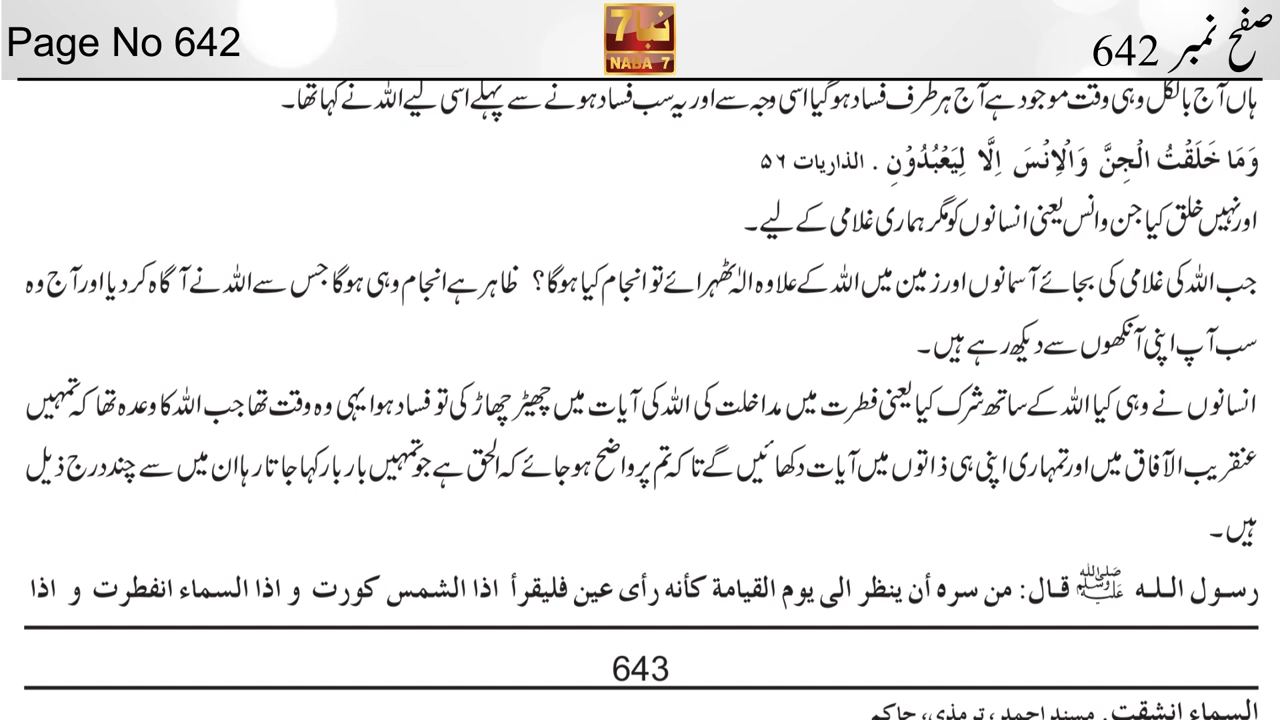 Page No 642
نبا 7
NABA 7
صفحہ نمبر 642
ہاں آج بالکل وہی وقت موجود ہے آج ہر طرف فساد ہو گیا اسی وجہ سے اور یہ سب فساد ہونے سے پہلے اسی لیے اللہ نے کہا تھا۔
وَمَا خَلَقْتُ الْجِنَّ وَالْاِنْسَ اِلَّا لِيَعْبُدُوْنِ . الذاریات ۵۶
اور نہیں خلق کیا جن و انس یعنی انسانوں کو مگر ہماری غلامی کے لیے۔
جب اللہ کی غلامی کی بجائے آسمانوں اور زمین میں اللہ کے علاوہ الٰہ ٹھہرائے تو انجام کیا ہوگا؟ ظاہر ہے انجام وہی ہوگا جس سے اللہ نے آگاہ کر دیا اور آج وہ
سب آپ اپنی آنکھوں سے دیکھ رہے ہیں۔
انسانوں نے وہی کیا اللہ کے ساتھ شرک کیا یعنی فطرت میں مداخلت کی اللہ کی آیات میں چھیڑ چھاڑ کی تو فساد ہوا یہی وہ وقت تھا جب اللہ کا وعدہ تھا کہ تمہیں
عنقریب الآفاق میں اور تمہاری اپنی ہی ذاتوں میں آیات دکھائیں گے تاکہ تم پر واضح ہو جائے کہ الحق ہے جو تمہیں بار بار کہا جاتا رہا ان میں سے چند درج ذیل
ہیں۔
رسول اللہ ﷺ قال: من سره أن ينظر الى يوم القيامة كأنه رأى عين فليقرأ اذا الشمس كورت و اذا السماء انفطرت و اذا
643
السماء انشقت. مسند احمد، ترمذی، حاکم